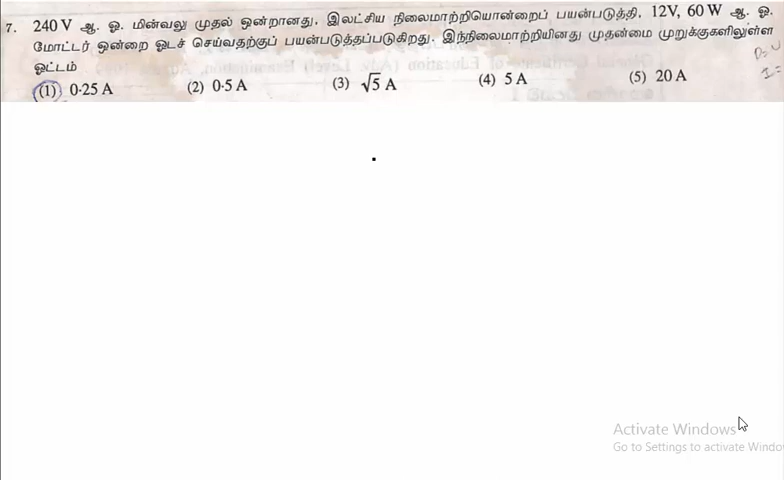 7. 240 V ஆ. ஓ. மின்வலு முதல் ஒன்றானது, இலட்சிய நிலைமாற்றியொன்றைப் பயன்படுத்தி, 12V, 60 W ஆ. ஓ.
மோட்டர் ஒன்றை ஓடச் செய்வதற்குப் பயன்படுத்தப்படுகிறது. இந்நிலைமாற்றியினது முதன்மை முறுக்குகளிலுள்ள
ஓட்டம்
(1) 0·25 A (2) 0·5 A (3) √5 A (4) 5 A (5) 20 A
Activate Windows
Go to Settings to activate Windo